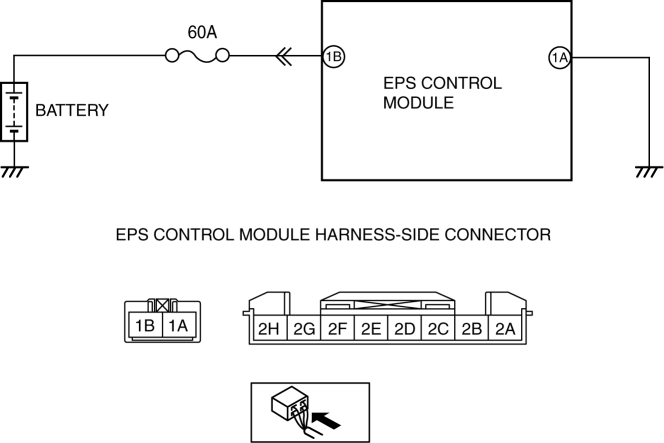 60A
1B
1A
EPS CONTROL
MODULE
BATTERY
EPS CONTROL MODULE HARNESS-SIDE CONNECTOR
1B 1A
2H 2G 2F 2E 2D 2C 2B 2A